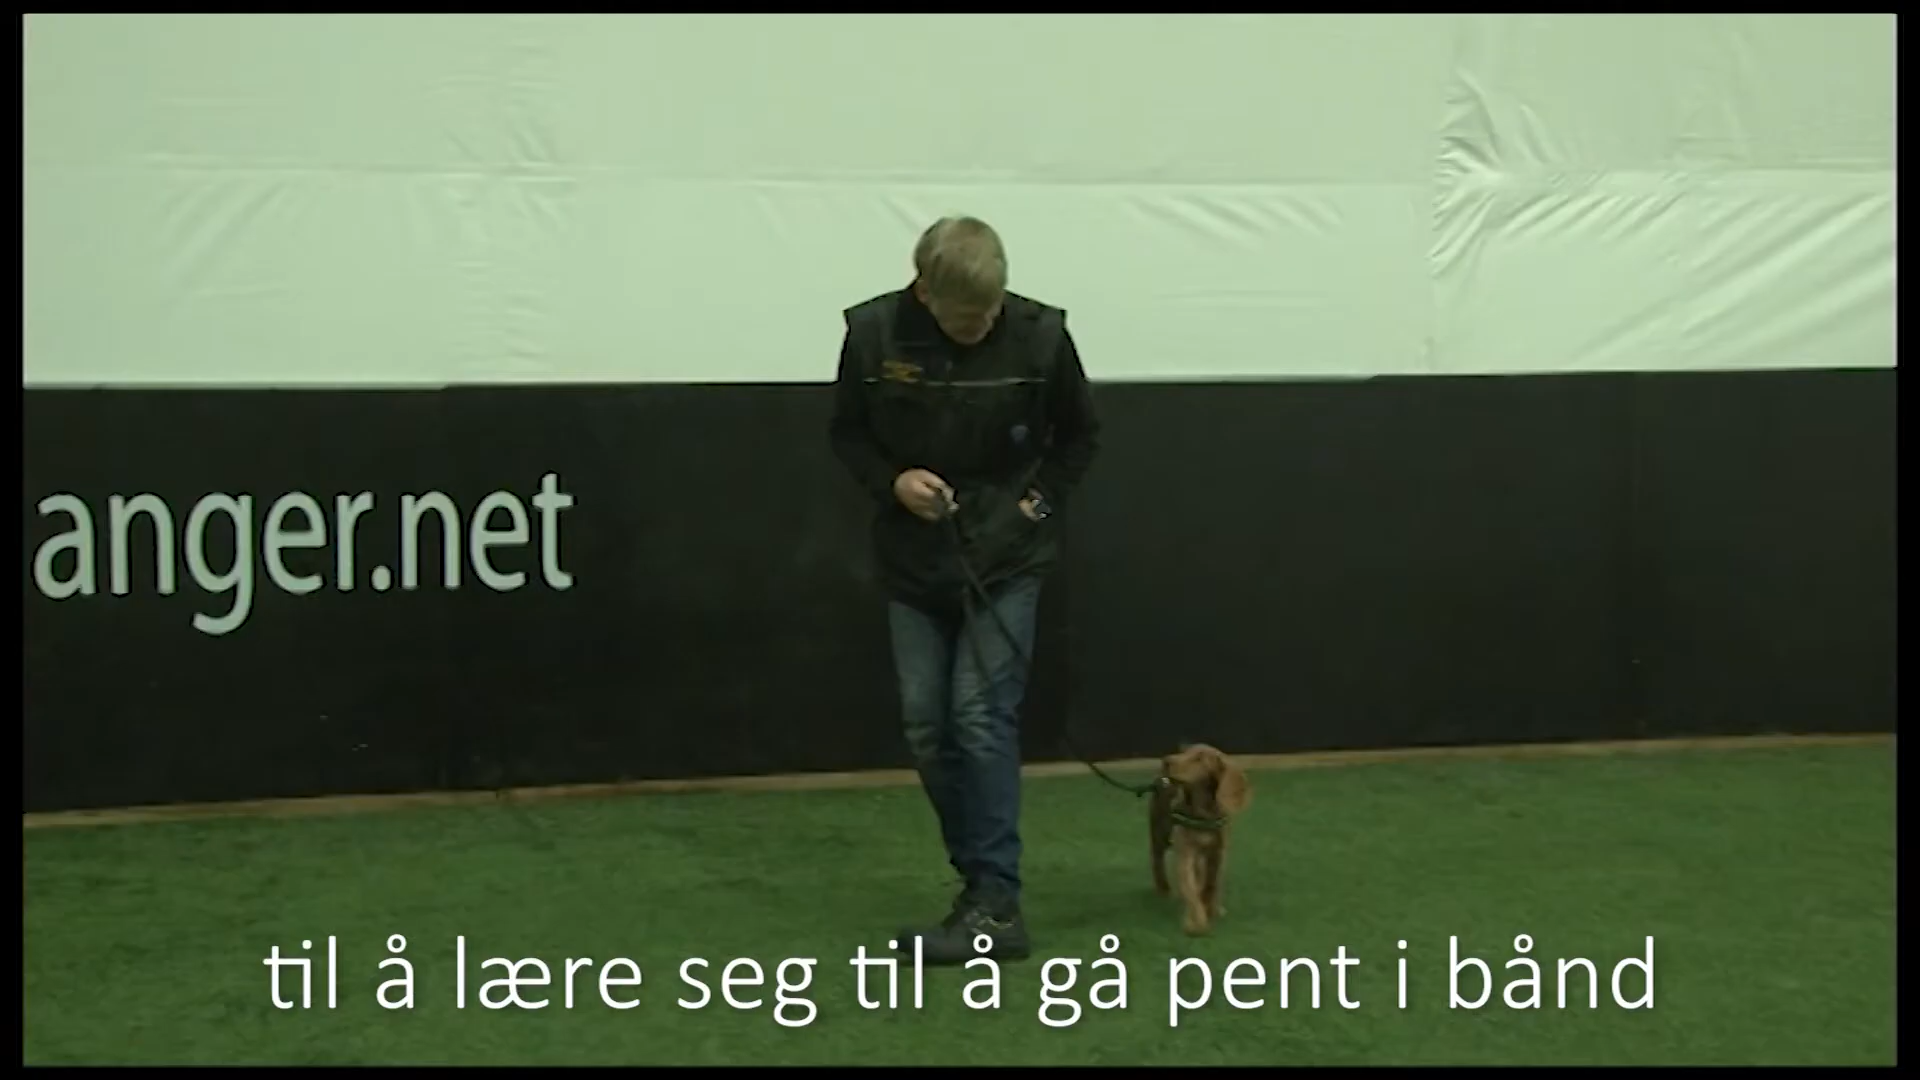 anger.net
til å lære seg til å gå pent i bånd